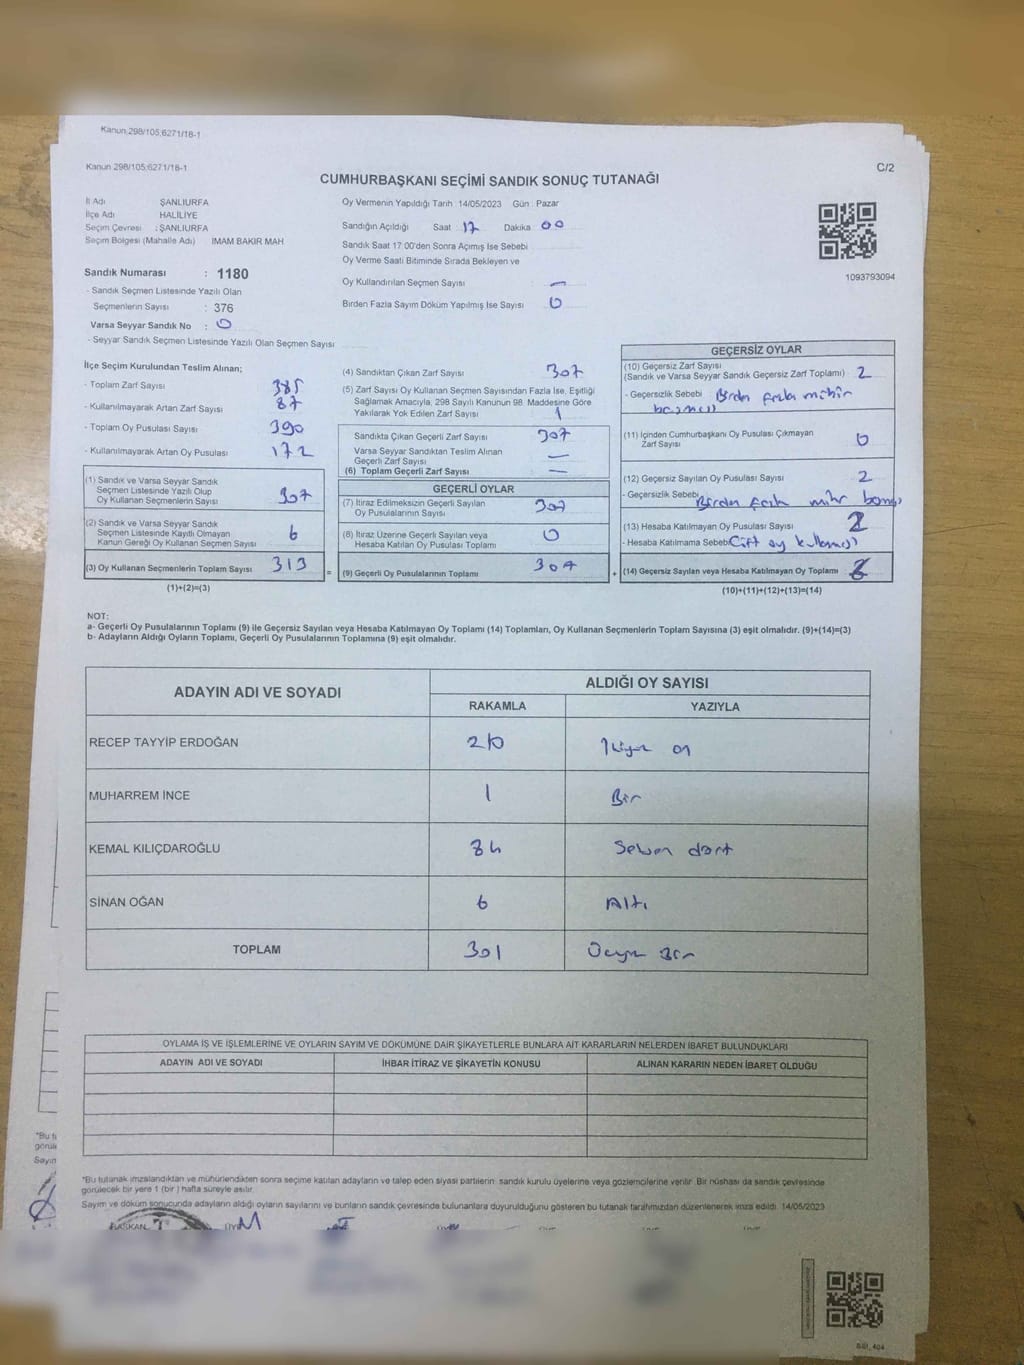 Kanun 298/105;6271/18-1
Kanun 298/105;6271/18-1
C/2
CUMHURBAŞKANI SEÇİMİ SANDIK SONUÇ TUTANAĞI
İl Adı ŞANLIURFA
İlçe Adı HALİLİYE
Seçim Çevresi : ŞANLIURFA
Seçim Bölgesi (Mahalle Adı) İMAM BAKIR MAH
Sandık Numarası : 1180
- Sandık Seçmen Listesinde Yazılı Olan
Seçmenlerin Sayısı : 376
Varsa Seyyar Sandık No : 0
- Seyyar Sandık Seçmen Listesinde Yazılı Olan Seçmen Sayısı
Oy Vermenin Yapıldığı Tarih : 14/05/2023 Gün : Pazar
Sandığın Açıldığı Saat 17 Dakika 00
Sandık Saat 17:00'den Sonra Açımış İse Sebebi
Oy Verme Saati Bitiminde Sırada Bekleyen ve
Oy Kullandırılan Seçmen Sayısı : —
Birden Fazla Sayım Döküm Yapılmış İse Sayısı 0
1093793094
İlçe Seçim Kurulundan Teslim Alınan;
- Toplam Zarf Sayısı 385
- Kullanılmayarak Artan Zarf Sayısı 87
- Toplam Oy Pusulası Sayısı 390
- Kullanılmayarak Artan Oy Pusulası 172
(1) Sandık ve Varsa Seyyar Sandık
Seçmen Listesinde Yazılı Olup
Oy Kullanan Seçmenlerin Sayısı 307
(2) Sandık ve Varsa Seyyar Sandık
Seçmen Listesinde Kayıtlı Olmayan
Kanun Gereği Oy Kullanan Seçmen Sayısı 6
(3) Oy Kullanan Seçmenlerin Toplam Sayısı 313
(1)+(2)=(3)
(4) Sandıktan Çıkan Zarf Sayısı 307
(5) Zarf Sayısı Oy Kullanan Seçmen Sayısından Fazla İse, Eşitliği
Sağlamak Amacıyla, 298 Sayılı Kanunun 98. Maddesine Göre
Yakılarak Yok Edilen Zarf Sayısı 1
Sandıkta Çıkan Geçerli Zarf Sayısı 307
Varsa Seyyar Sandıktan Teslim Alınan
Geçerli Zarf Sayısı —
(6) Toplam Geçerli Zarf Sayısı —
GEÇERLİ OYLAR
(7) İtiraz Edilmeksizin Geçerli Sayılan
Oy Pusulalarının Sayısı 307
(8) İtiraz Üzerine Geçerli Sayılan veya
Hesaba Katılan Oy Pusulası Toplamı 0
= (9) Geçerli Oy Pusulalarının Toplamı 307 +
GEÇERSİZ OYLAR
(10) Geçersiz Zarf Sayısı
(Sandık ve Varsa Seyyar Sandık Geçersiz Zarf Toplamı) 2
- Geçersizlik Sebebi Birden fazla mühür
(11) İçinden Cumhurbaşkanı Oy Pusulası Çıkmayan
Zarf Sayısı 0
(12) Geçersiz Sayılan Oy Pusulası Sayısı 2
- Geçersizlik Sebebi Birden
(13) Hesaba Katılmayan Oy Pusulası Sayısı 2
- Hesaba Katılmama Sebebi Çift oy
(14) Geçersiz Sayılan veya Hesaba Katılmayan Oy Toplamı
(10)+(11)+(12)+(13)=(14)
NOT:
a- Geçerli Oy Pusulalarının Toplamı (9) ile Geçersiz Sayılan veya Hesaba Katılmayan Oy Toplamı (14) Toplamları, Oy Kullanan Seçmenlerin Toplam Sayısına (3) eşit olmalıdır. (9)+(14)=(3)
b- Adayların Aldığı Oyların Toplamı, Geçerli Oy Pusulalarının Toplamına (9) eşit olmalıdır.
ADAYIN ADI VE SOYADI ALDIĞI OY SAYISI
RAKAMLA YAZIYLA
RECEP TAYYİP ERDOĞAN 210 İkiyüz on
MUHARREM İNCE 1 Bir
KEMAL KILIÇDAROĞLU 84 Seksen dört
SİNAN OĞAN 6 Altı
TOPLAM 301 Üçyüz Bir
OYLAMA İŞ VE İŞLEMLERİNE VE OYLARIN SAYIM VE DÖKÜMÜNE DAİR ŞİKAYETLERLE BUNLARA AİT KARARLARIN NELERDEN İBARET BULUNDUKLARI
ADAYIN ADI VE SOYADI İHBAR İTİRAZ VE ŞİKAYETİN KONUSU ALINAN KARARIN NEDEN İBARET OLDUĞU
*Bu tutanak imzalandıktan ve mühürlendikten sonra seçime katılan adayların ve talep eden siyasi partilerin sandık kurulu üyelerine veya gözlemcilerine verilir. Bir nüshası da sandık çevresinde
görülecek bir yere 1 (bir) hafta süreyle asılır.
Sayım ve döküm sonucunda adayların aldığı oyların sayılarını ve bunların sandık çevresinde bulunanlara duyurulduğunu gösteren bu tutanak tarafımızdan düzenlenerek imza edildi. 14/05/2023
BAŞKAN